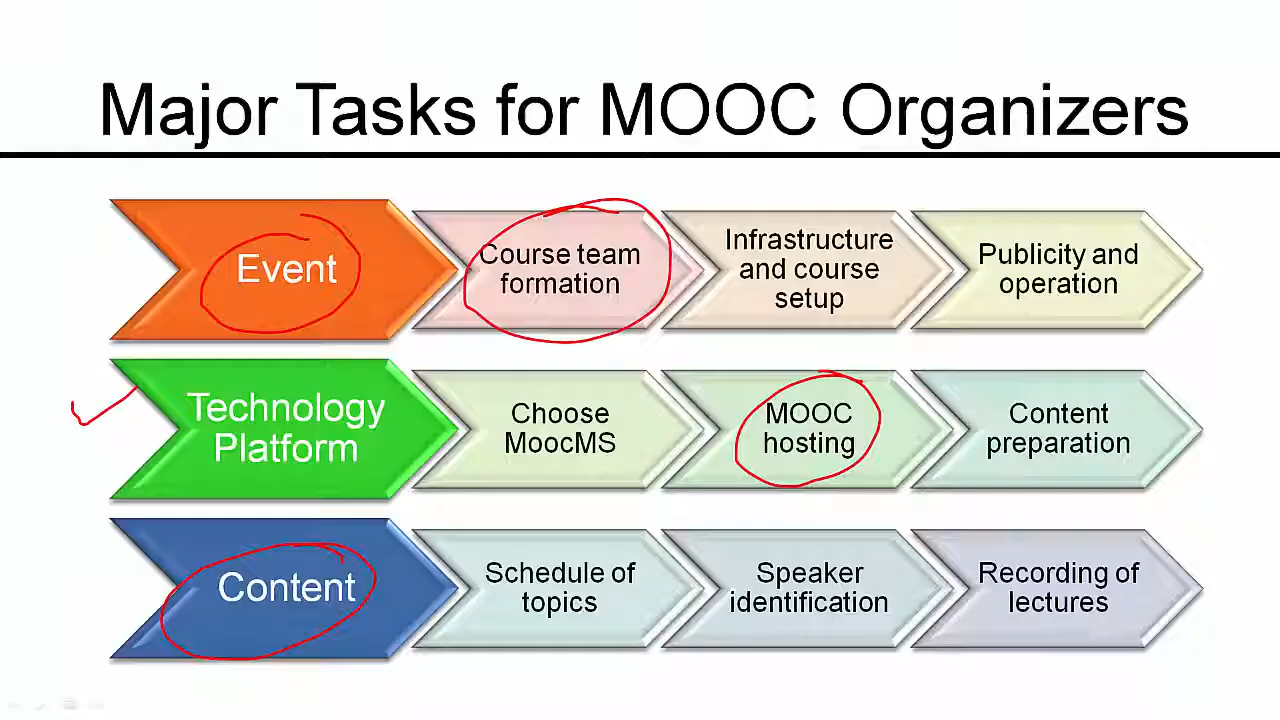 Major Tasks for MOOC Organizers
Event
Course team
formation
Infrastructure
and course
setup
Publicity and
operation
Technology
Platform
Choose
MoocMS
MOOC
hosting
Content
preparation
Content
Schedule of
topics
Speaker
identification
Recording of
lectures